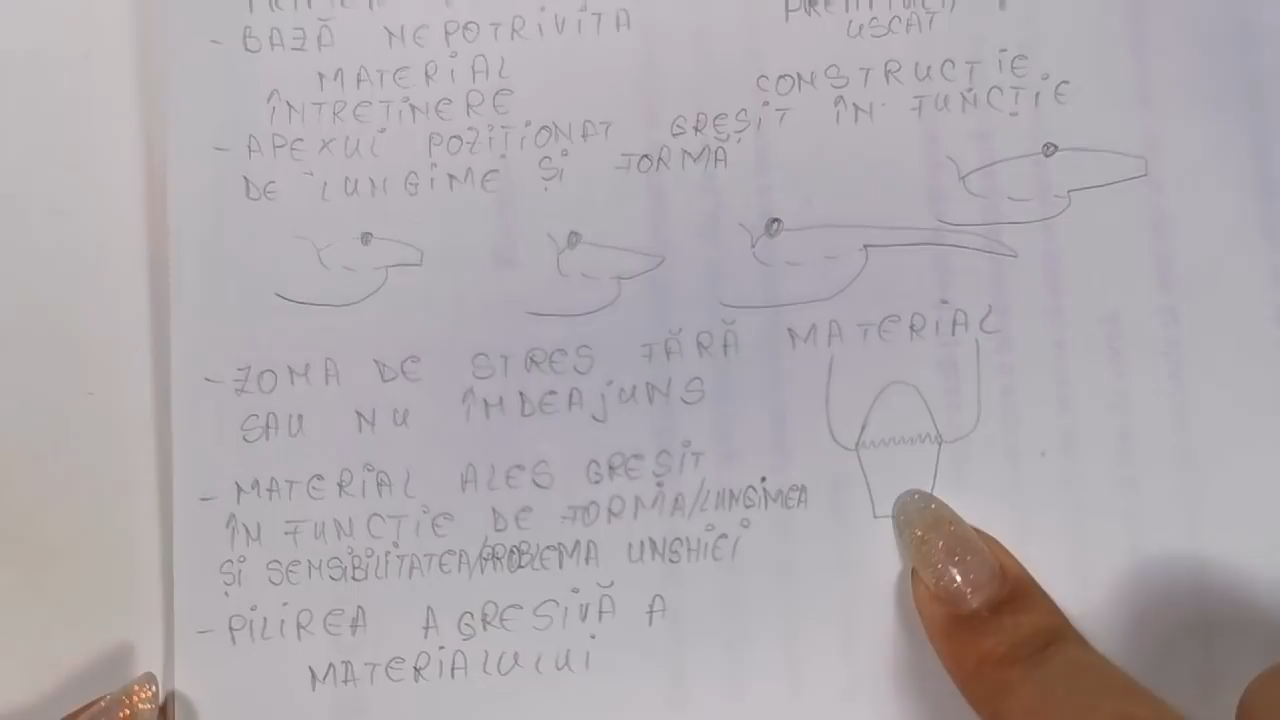 - BAZĂ NEPOTRIVITA
USCAT
MATERIAL
ÎNTREȚINERE
CONSTRUCȚIE
- APEXUL POZIȚIONAT GREȘIT ÎN FUNCȚIE
DE LUNGIME ȘI FORMA
- ZONA DE STRES FĂRĂ MATERIAL
SAU NU ÎNDEAJUNS
- MATERIAL ALES GREȘIT
ÎN FUNCȚIE DE FORMA/LUNGIMEA
ȘI SENSIBILITATEA/PROBLEMA UNGHIEI
- PILIREA AGRESIVĂ A
MATERIALULUI